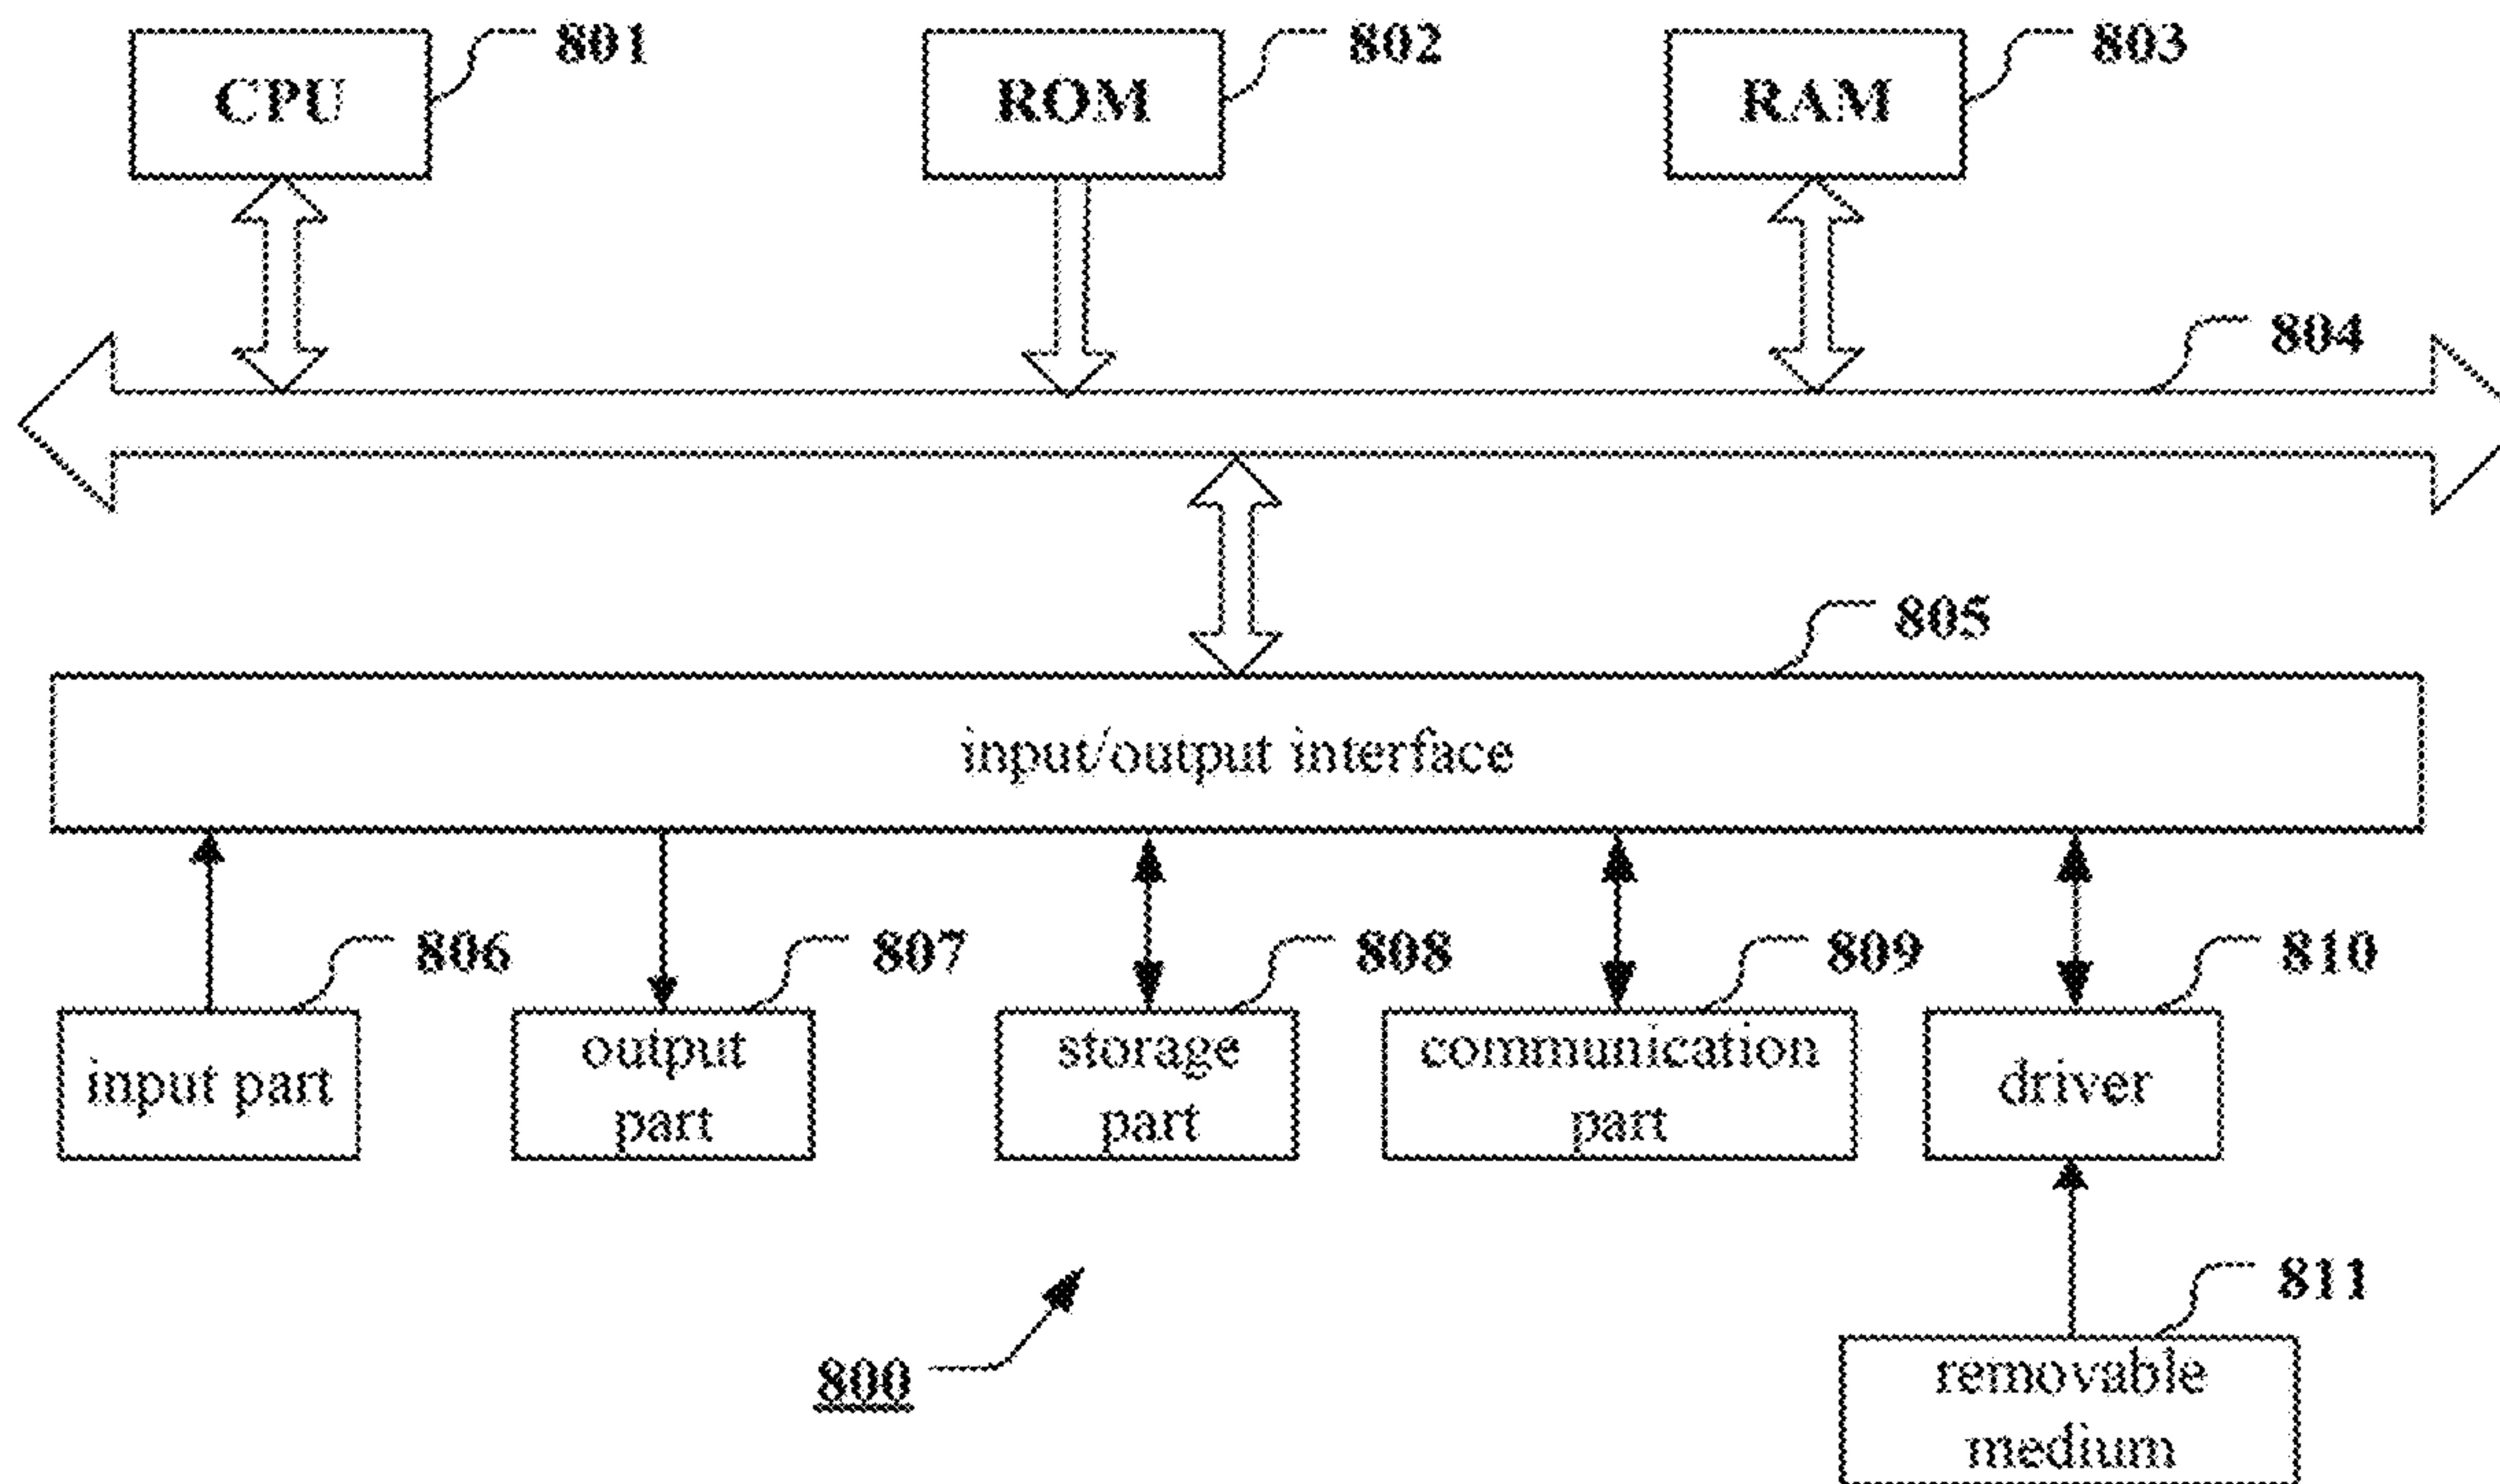 CPU 801
ROM 802
RAM 803
804
805
input/output interface
806
807
808
809
810
input part
output
part
storage
part
communication
part
driver
811
800
removable
medium